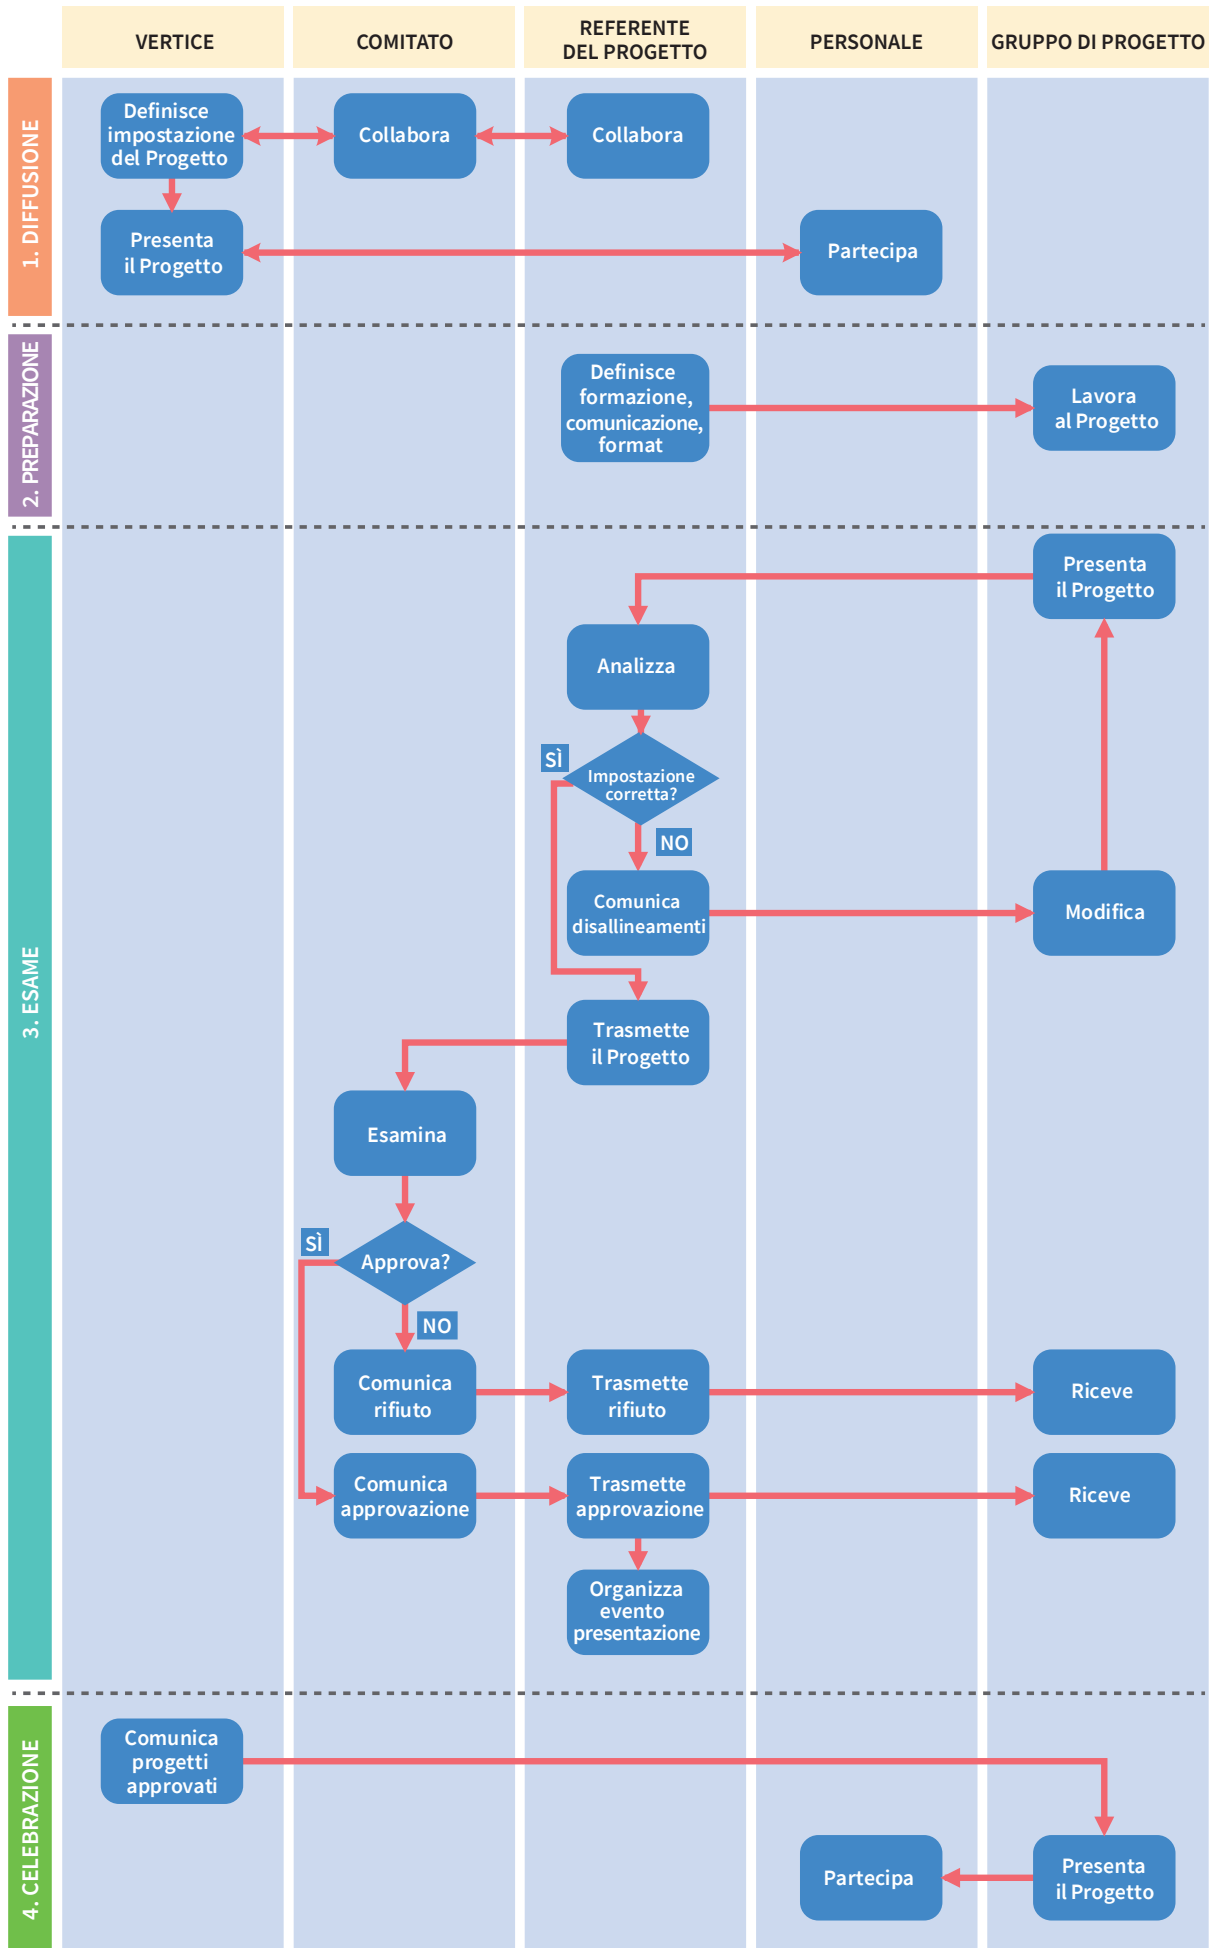 VERTICE
COMITATO
REFERENTE
DEL PROGETTO
PERSONALE
GRUPPO DI PROGETTO
1. DIFFUSIONE
Definisce
impostazione
del Progetto
Collabora
Collabora
Presenta
il Progetto
Partecipa
2. PREPARAZIONE
Definisce
formazione,
comunicazione,
format
Lavora
al Progetto
3. ESAME
Presenta
il Progetto
Analizza
SÌ
Impostazione
corretta?
NO
Comunica
disallineamenti
Modifica
Trasmette
il Progetto
Esamina
SÌ
Approva?
NO
Comunica
rifiuto
Trasmette
rifiuto
Riceve
Comunica
approvazione
Trasmette
approvazione
Riceve
Organizza
evento
presentazione
4. CELEBRAZIONE
Comunica
progetti
approvati
Partecipa
Presenta
il Progetto